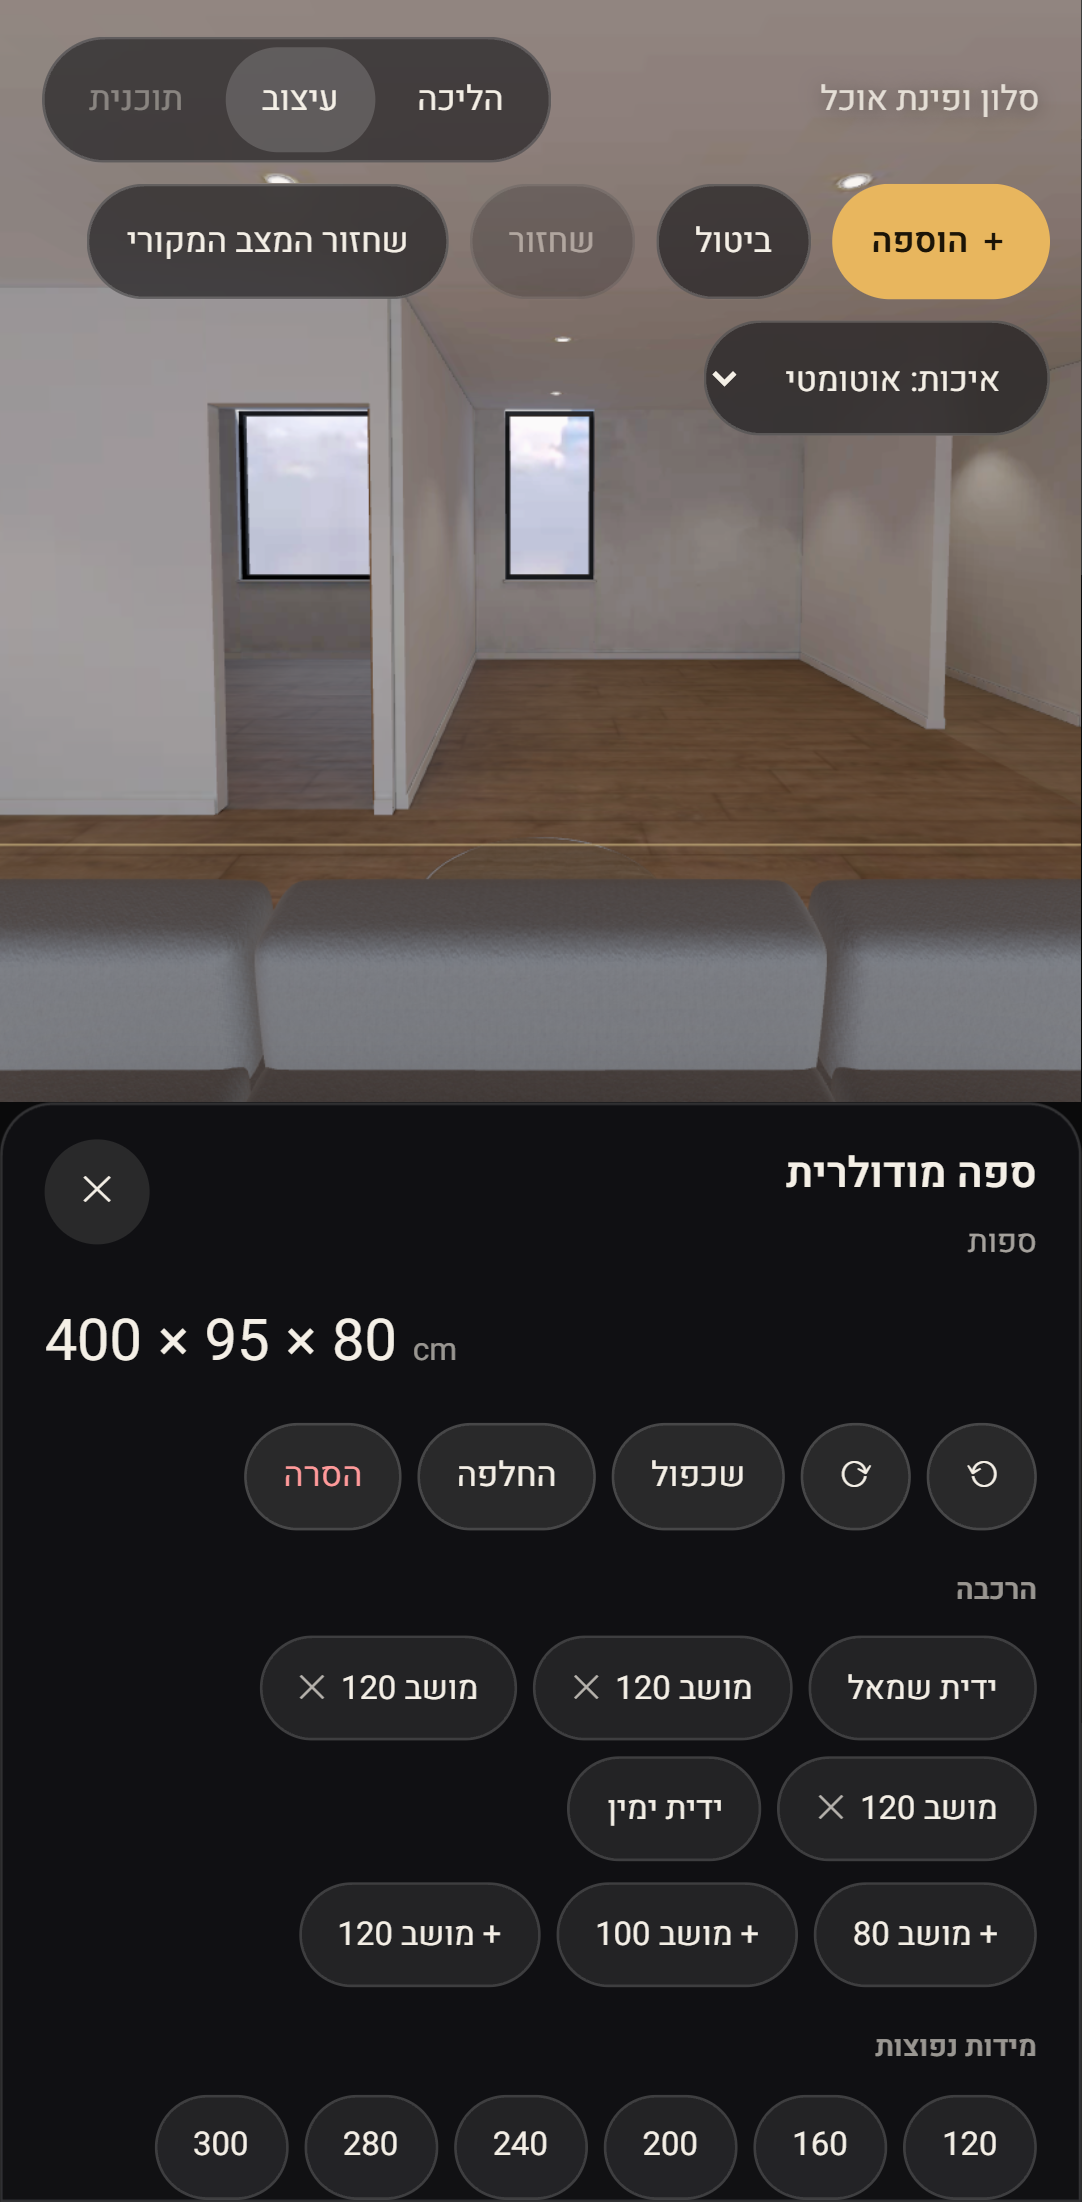 סלון ופינת אוכל
הליכה עיצוב תוכנית
+ הוספה ביטול שחזור שחזור המצב המקורי
איכות: אוטומטי
ספה מודולרית
ספות
400 × 95 × 80 cm
שכפול החלפה הסרה
הרכבה
ידית שמאל מושב 120 × מושב 120 ×
מושב 120 × ידית ימין
+ מושב 80 + מושב 100 + מושב 120
מידות נפוצות
120 160 200 240 280 300